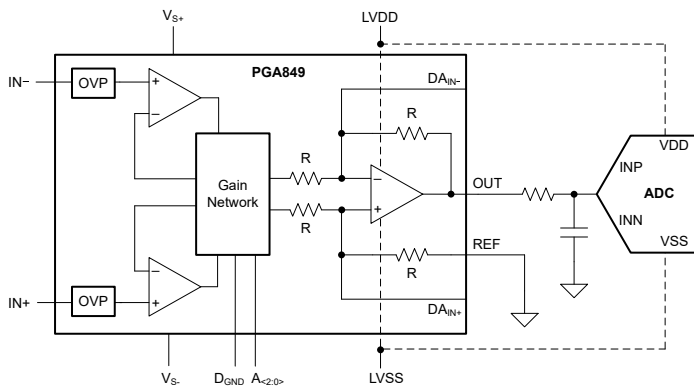 VS+
LVDD
PGA849
IN−
OVP
DAIN-
R
R
VDD
Gain
Network
OUT
INP
ADC
INN
R
REF
VSS
R
IN+
OVP
DAIN+
VS-
DGND
A<2:0>
LVSS